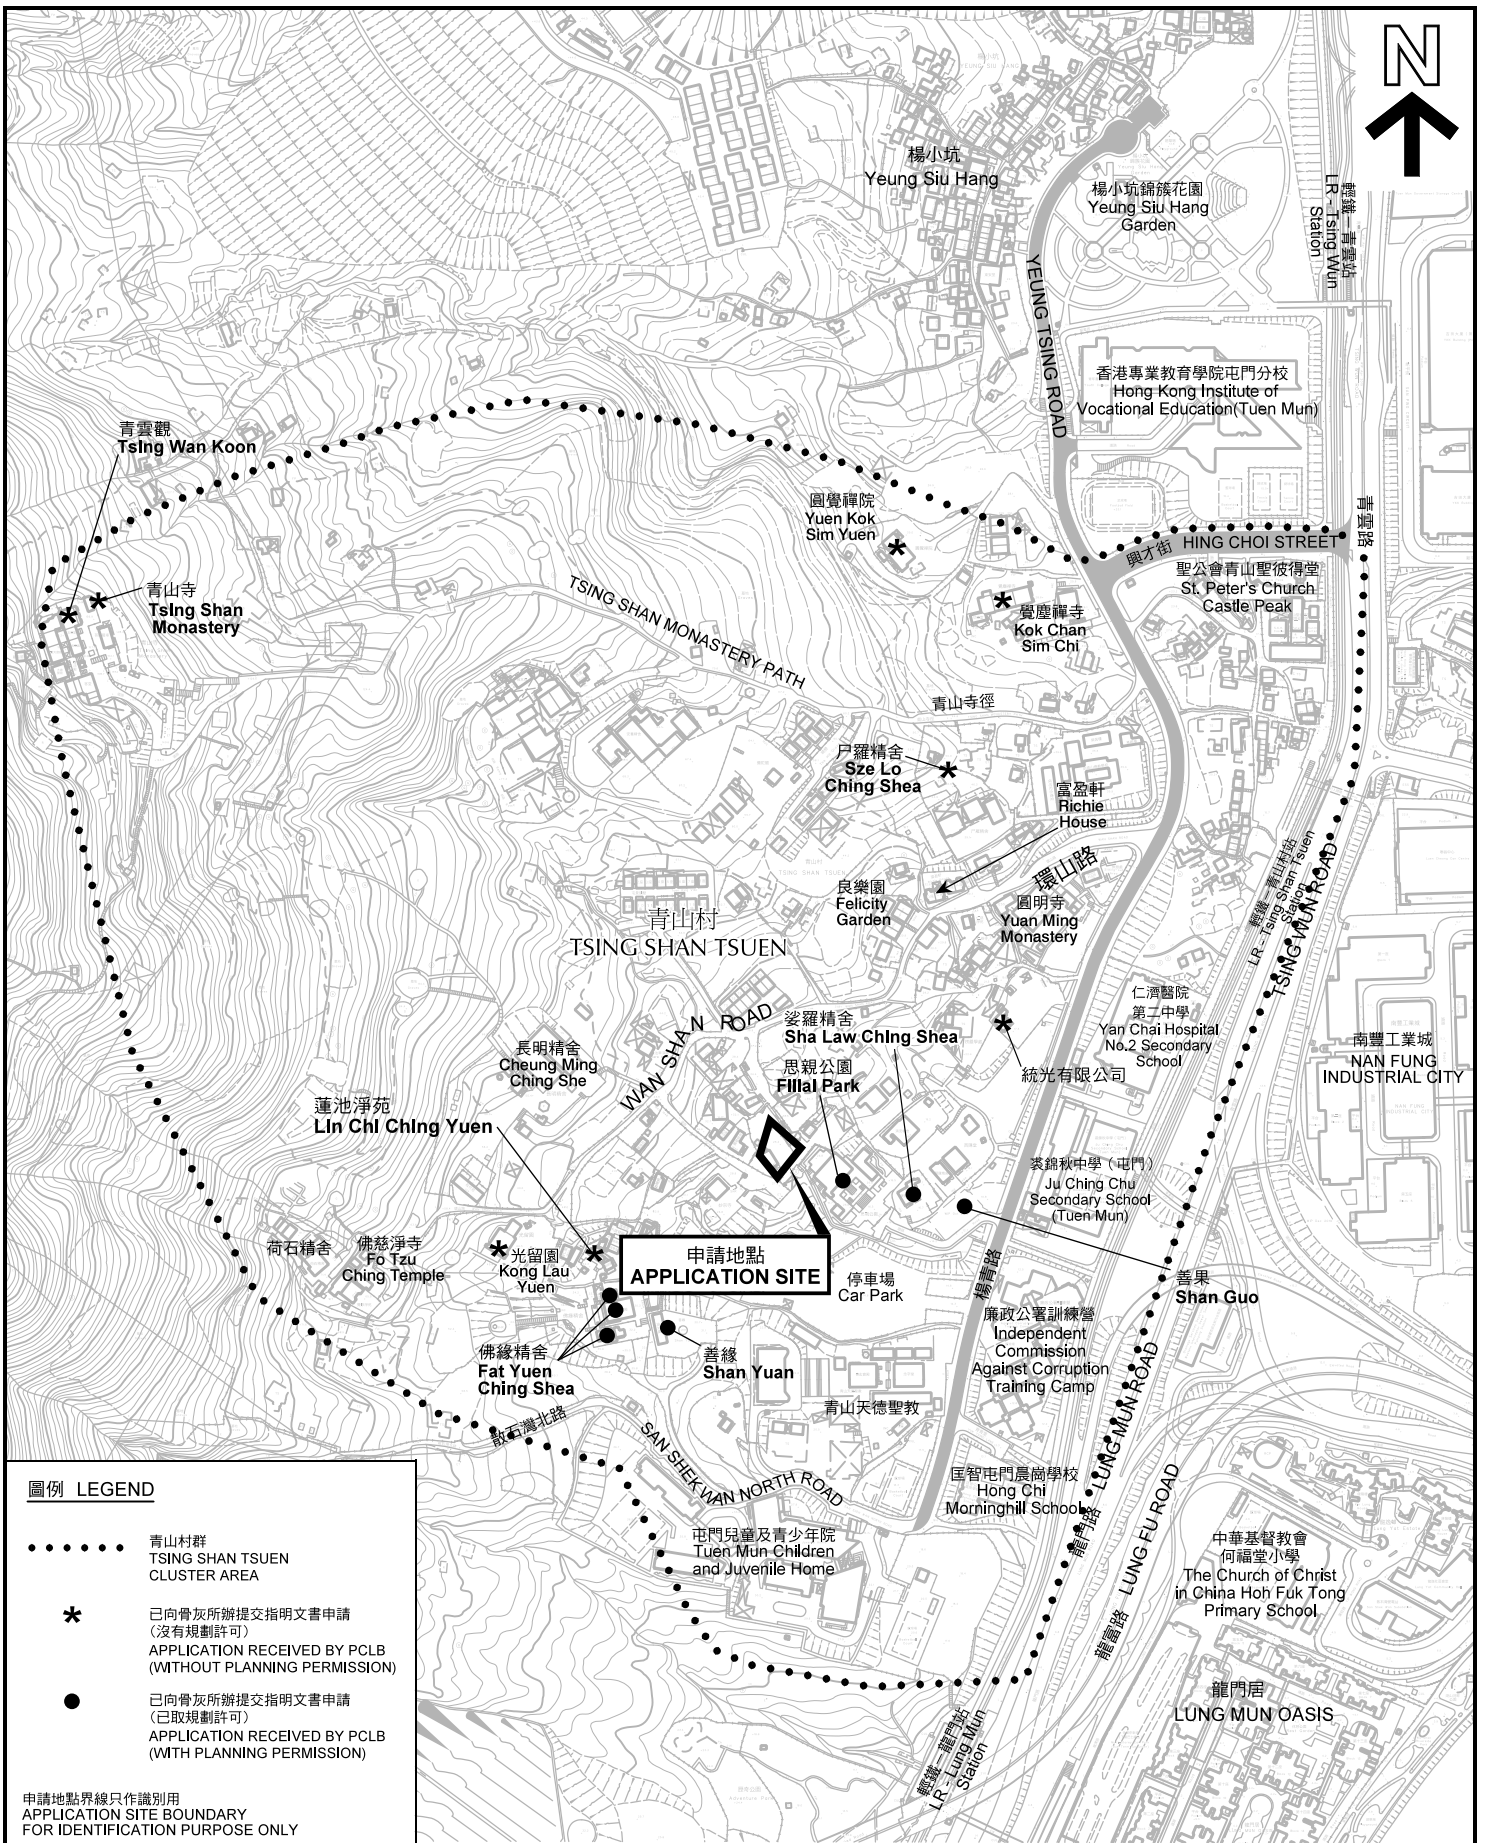 N
楊小坑
Yeung Siu Hang
楊小坑錦簇花園
Yeung Siu Hang
Garden
輕鐵－青雲站
LR - Tsing Wun
Station
YEUNG TSING ROAD
香港專業教育學院屯門分校
Hong Kong Institute of
Vocational Education(Tuen Mun)
青雲觀
Tsing Wan Koon
圓覺禪院
Yuen Kok
Sim Yuen
青雲路
興才街 HING CHOI STREET
聖公會青山聖彼得堂
St. Peter's Church
Castle Peak
青山寺
Tsing Shan
Monastery
TSING SHAN MONASTERY PATH
覺塵禪寺
Kok Chan
Sim Chi
青山寺徑
尸羅精舍
Sze Lo
Ching Shea
富盈軒
Richie
House
環山路
輕鐵－青山村站
LR - Tsing Shan Tsuen
Station
TSING WUN ROAD
良樂園
Felicity
Garden
圓明寺
Yuan Ming
Monastery
青山村
TSING SHAN TSUEN
仁濟醫院
第二中學
Yan Chai Hospital
No.2 Secondary
School
WAN SHAN ROAD
娑羅精舍
Sha Law Ching Shea
南豐工業城
NAN FUNG
INDUSTRIAL CITY
長明精舍
Cheung Ming
Ching She
思親公園
Filial Park
統光有限公司
蓮池淨苑
Lin Chi Ching Yuen
裘錦秋中學（屯門）
Ju Ching Chu
Secondary School
(Tuen Mun)
荷石精舍
佛慈淨寺
Fo Tzu
Ching Temple
光留園
Kong Lau
Yuen
申請地點
APPLICATION SITE
停車場
Car Park
楊青路
善果
Shan Guo
廉政公署訓練營
Independent
Commission
Against Corruption
Training Camp
佛緣精舍
Fat Yuen
Ching Shea
善緣
Shan Yuan
青山天德聖教
散石灣北路
SAN SHEK WAN NORTH ROAD
龍門路 LUNG MUN ROAD
龍富路 LUNG FU ROAD
匡智屯門晨崗學校
Hong Chi
Morninghill School
屯門兒童及青少年院
Tuen Mun Children
and Juvenile Home
中華基督教會
何福堂小學
The Church of Christ
in China Hoh Fuk Tong
Primary School
龍門居
LUNG MUN OASIS
輕鐵－龍門站
LR - Lung Mun
Station
圖例 LEGEND
青山村群
TSING SHAN TSUEN
CLUSTER AREA
已向骨灰所辦提交指明文書申請
（沒有規劃許可）
APPLICATION RECEIVED BY PCLB
(WITHOUT PLANNING PERMISSION)
已向骨灰所辦提交指明文書申請
（已取規劃許可）
APPLICATION RECEIVED BY PCLB
(WITH PLANNING PERMISSION)
申請地點界線只作識別用
APPLICATION SITE BOUNDARY
FOR IDENTIFICATION PURPOSE ONLY